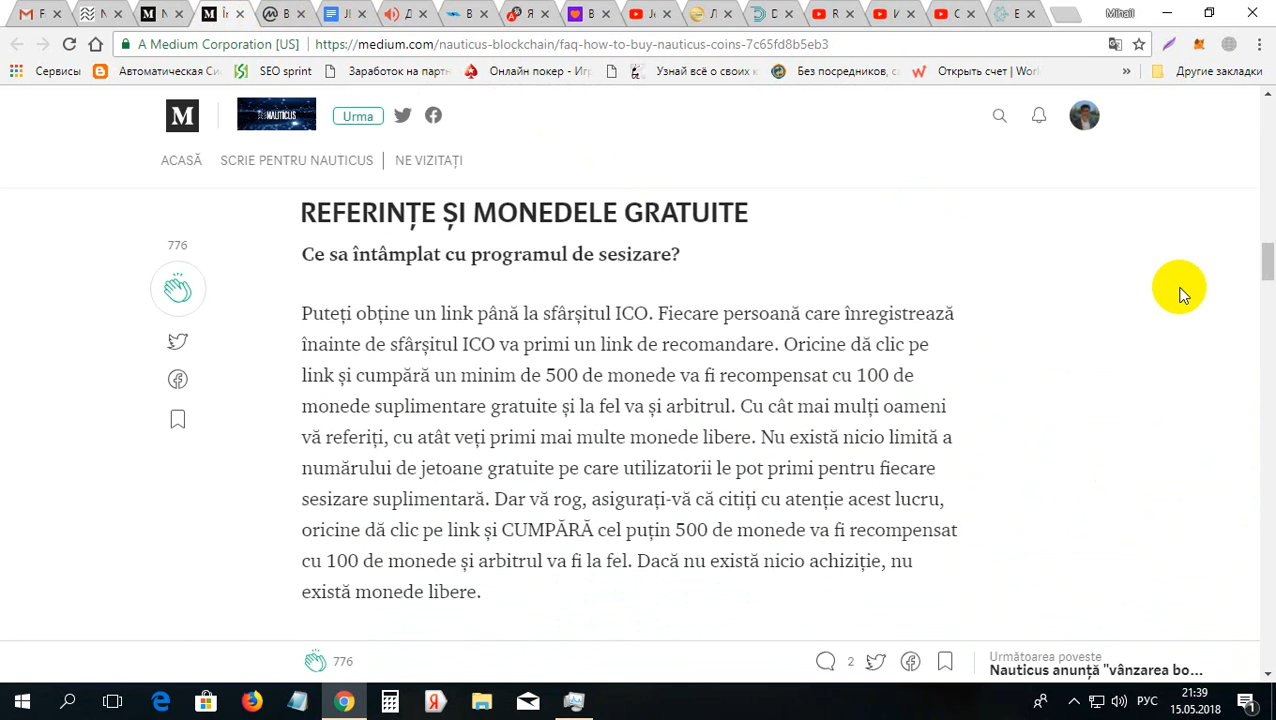 Mihail
A Medium Corporation [US]
https://medium.com/nauticus-blockchain/faq-how-to-buy-nauticus-coins-7c65fd8b5eb3
Сервисы
Автоматическая Си
SEO sprint
Заработок на партн
Онлайн покер - Игр
Узнай всё о своих к
Без посредников, са
Открыть счет | Worl
»
Другие закладки
M
NAUTICUS
Urma
ACASĂ
SCRIE PENTRU NAUTICUS
NE VIZITAȚI
REFERINȚE ȘI MONEDELE GRATUITE
776
Ce sa întâmplat cu programul de sesizare?
Puteți obține un link până la sfârșitul ICO. Fiecare persoană care înregistrează
înainte de sfârșitul ICO va primi un link de recomandare. Oricine dă clic pe
link și cumpără un minim de 500 de monede va fi recompensat cu 100 de
monede suplimentare gratuite și la fel va și arbitrul. Cu cât mai mulți oameni
vă referiți, cu atât veți primi mai multe monede libere. Nu există nicio limită a
numărului de jetoane gratuite pe care utilizatorii le pot primi pentru fiecare
sesizare suplimentară. Dar vă rog, asigurați-vă că citiți cu atenție acest lucru,
oricine dă clic pe link și CUMPĂRĂ cel puțin 500 de monede va fi recompensat
cu 100 de monede și arbitrul va fi la fel. Dacă nu există nicio achiziție, nu
există monede libere.
776
2
Următoarea poveste
Nauticus anunță "vânzarea bo...
РУС
21:39
15.05.2018
1